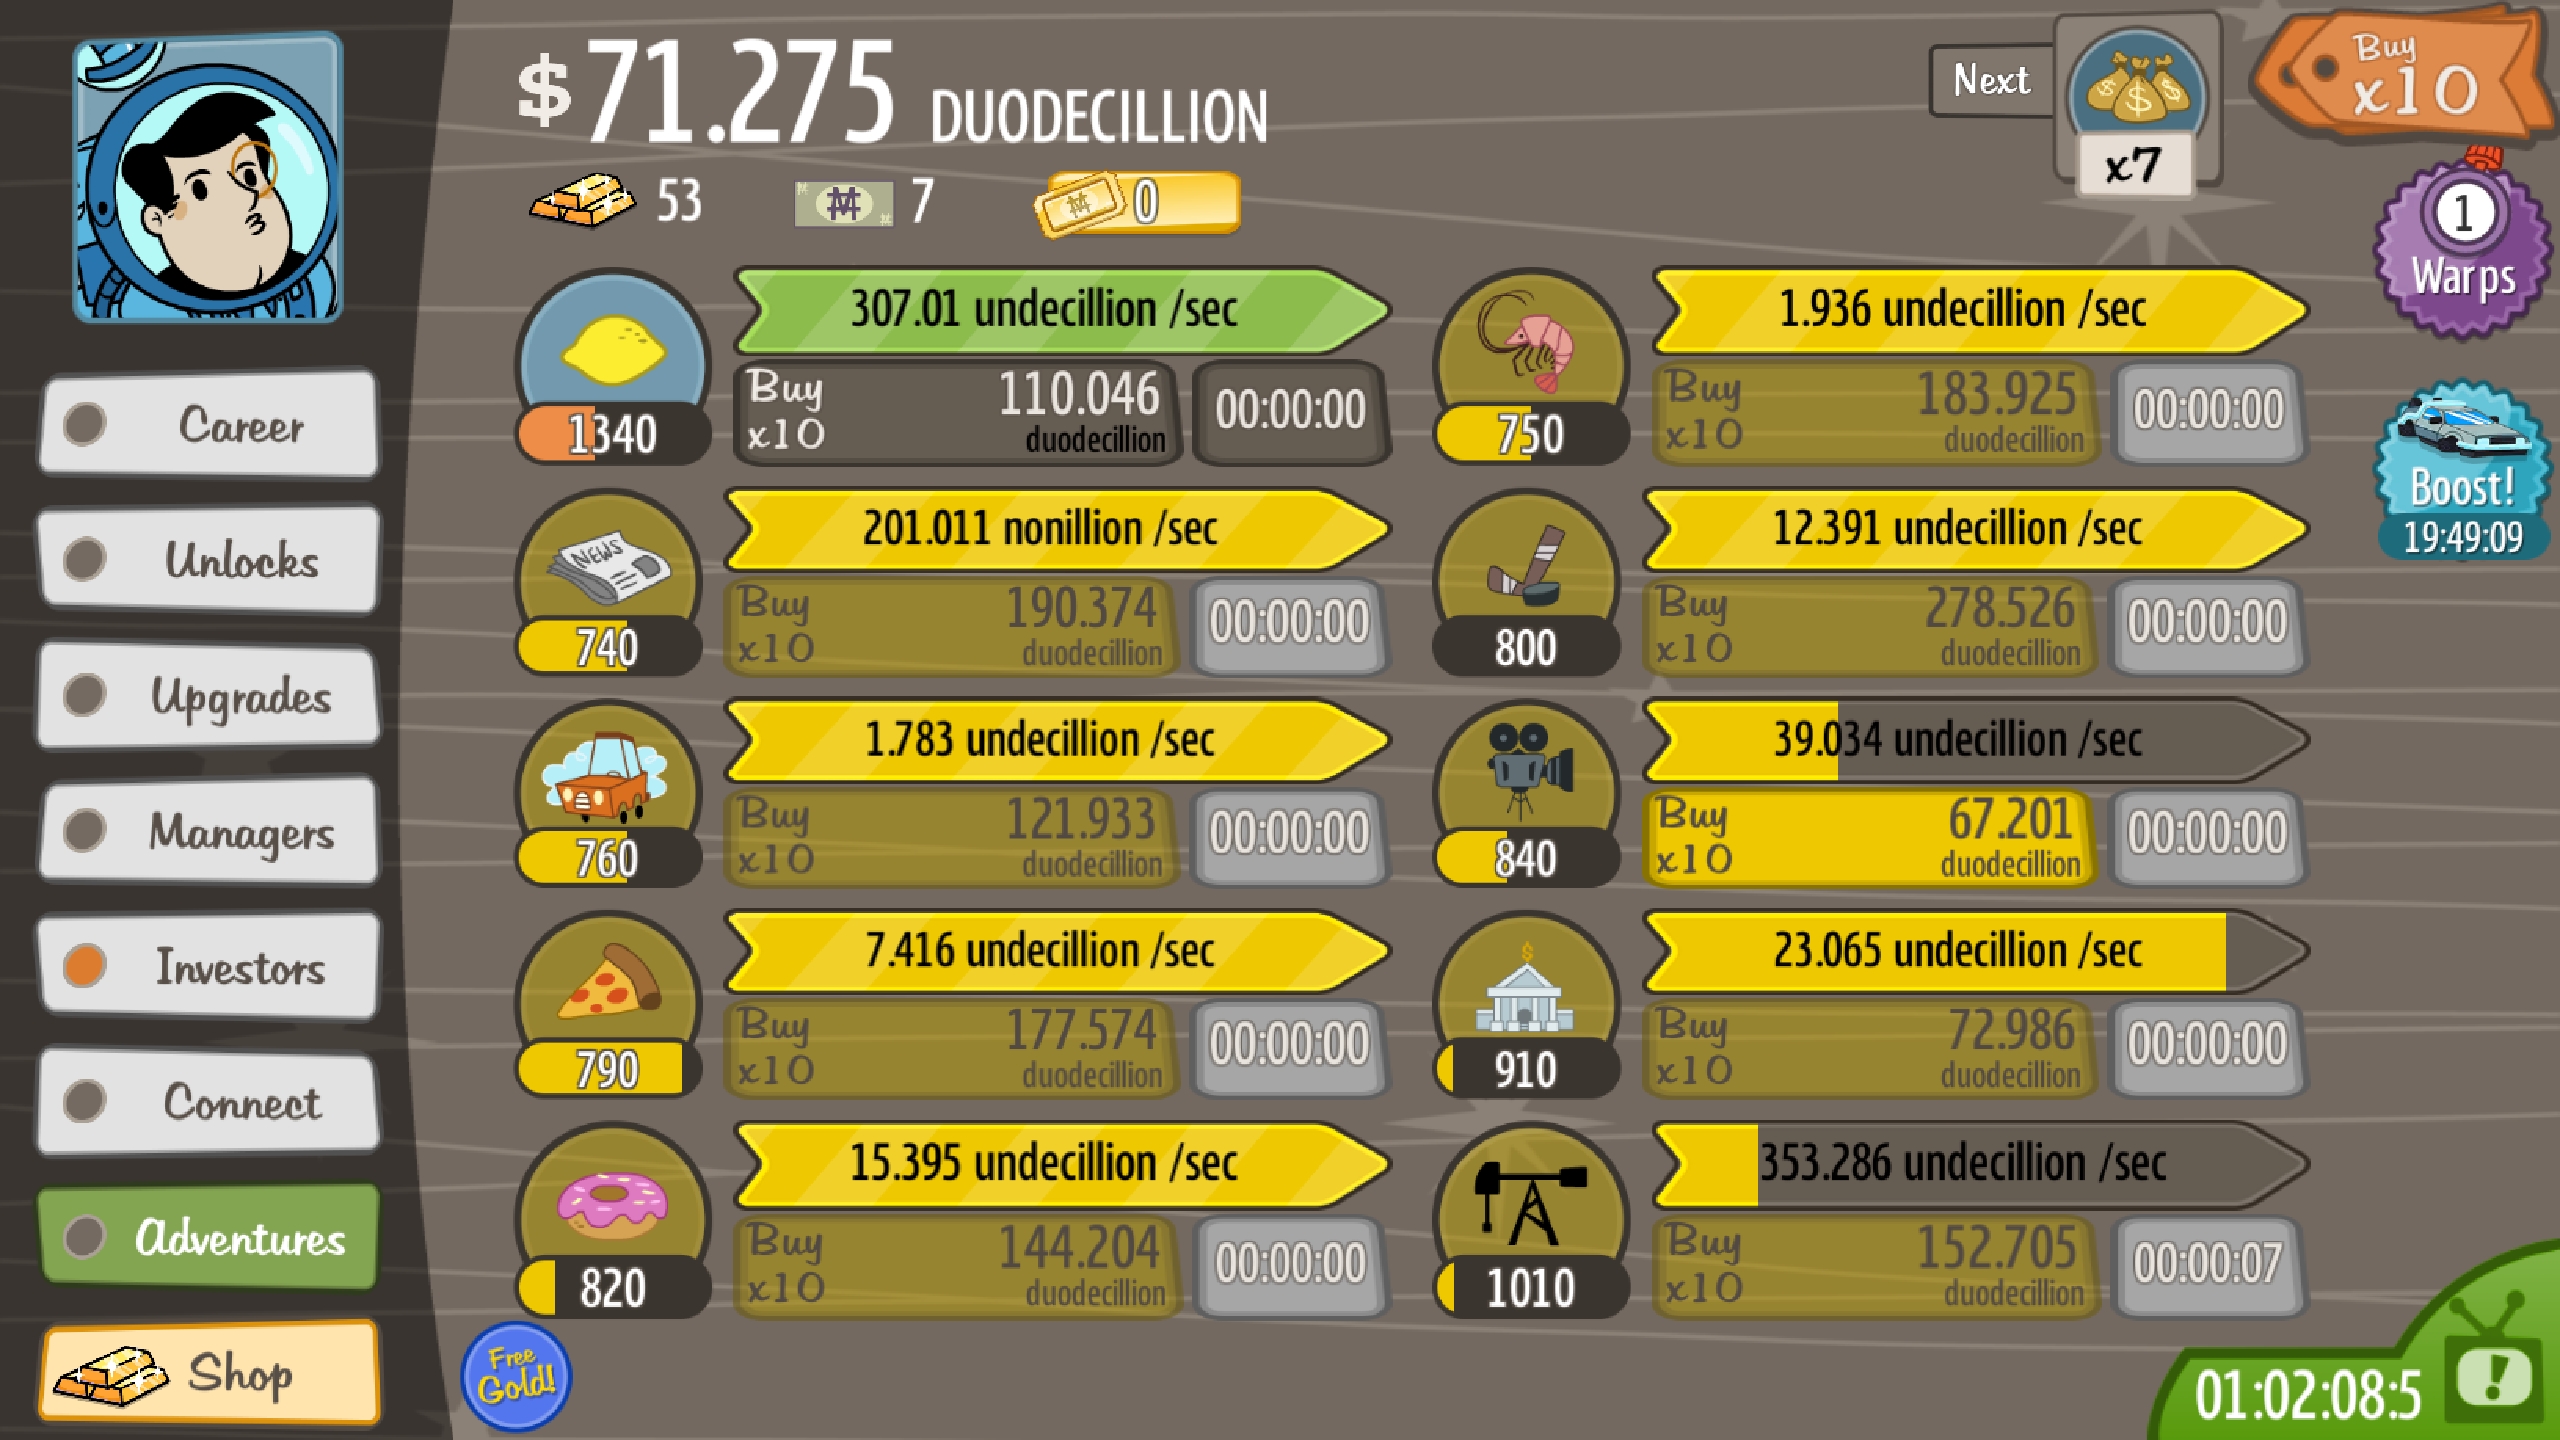 $71.275 DUODECILLION
53
7
0
Next
x7
Buy
x10
1
Warps
Boost!
19:49:09
Career
Unlocks
Upgrades
Managers
Investors
Connect
Adventures
Shop
307.01 undecillion /sec
1340
Buy
x10
110.046
duodecillion
00:00:00
NEWS
201.011 nonillion /sec
740
Buy
x10
190.374
duodecillion
00:00:00
1.783 undecillion /sec
760
Buy
x10
121.933
duodecillion
00:00:00
7.416 undecillion /sec
790
Buy
x10
177.574
duodecillion
00:00:00
15.395 undecillion /sec
820
Buy
x10
144.204
duodecillion
00:00:00
1.936 undecillion /sec
750
Buy
x10
183.925
duodecillion
00:00:00
12.391 undecillion /sec
800
Buy
x10
278.526
duodecillion
00:00:00
39.034 undecillion /sec
840
Buy
x10
67.201
duodecillion
00:00:00
23.065 undecillion /sec
910
Buy
x10
72.986
duodecillion
00:00:00
353.286 undecillion /sec
1010
Buy
x10
152.705
duodecillion
00:00:07
Free
Gold!
01:02:08:5
!